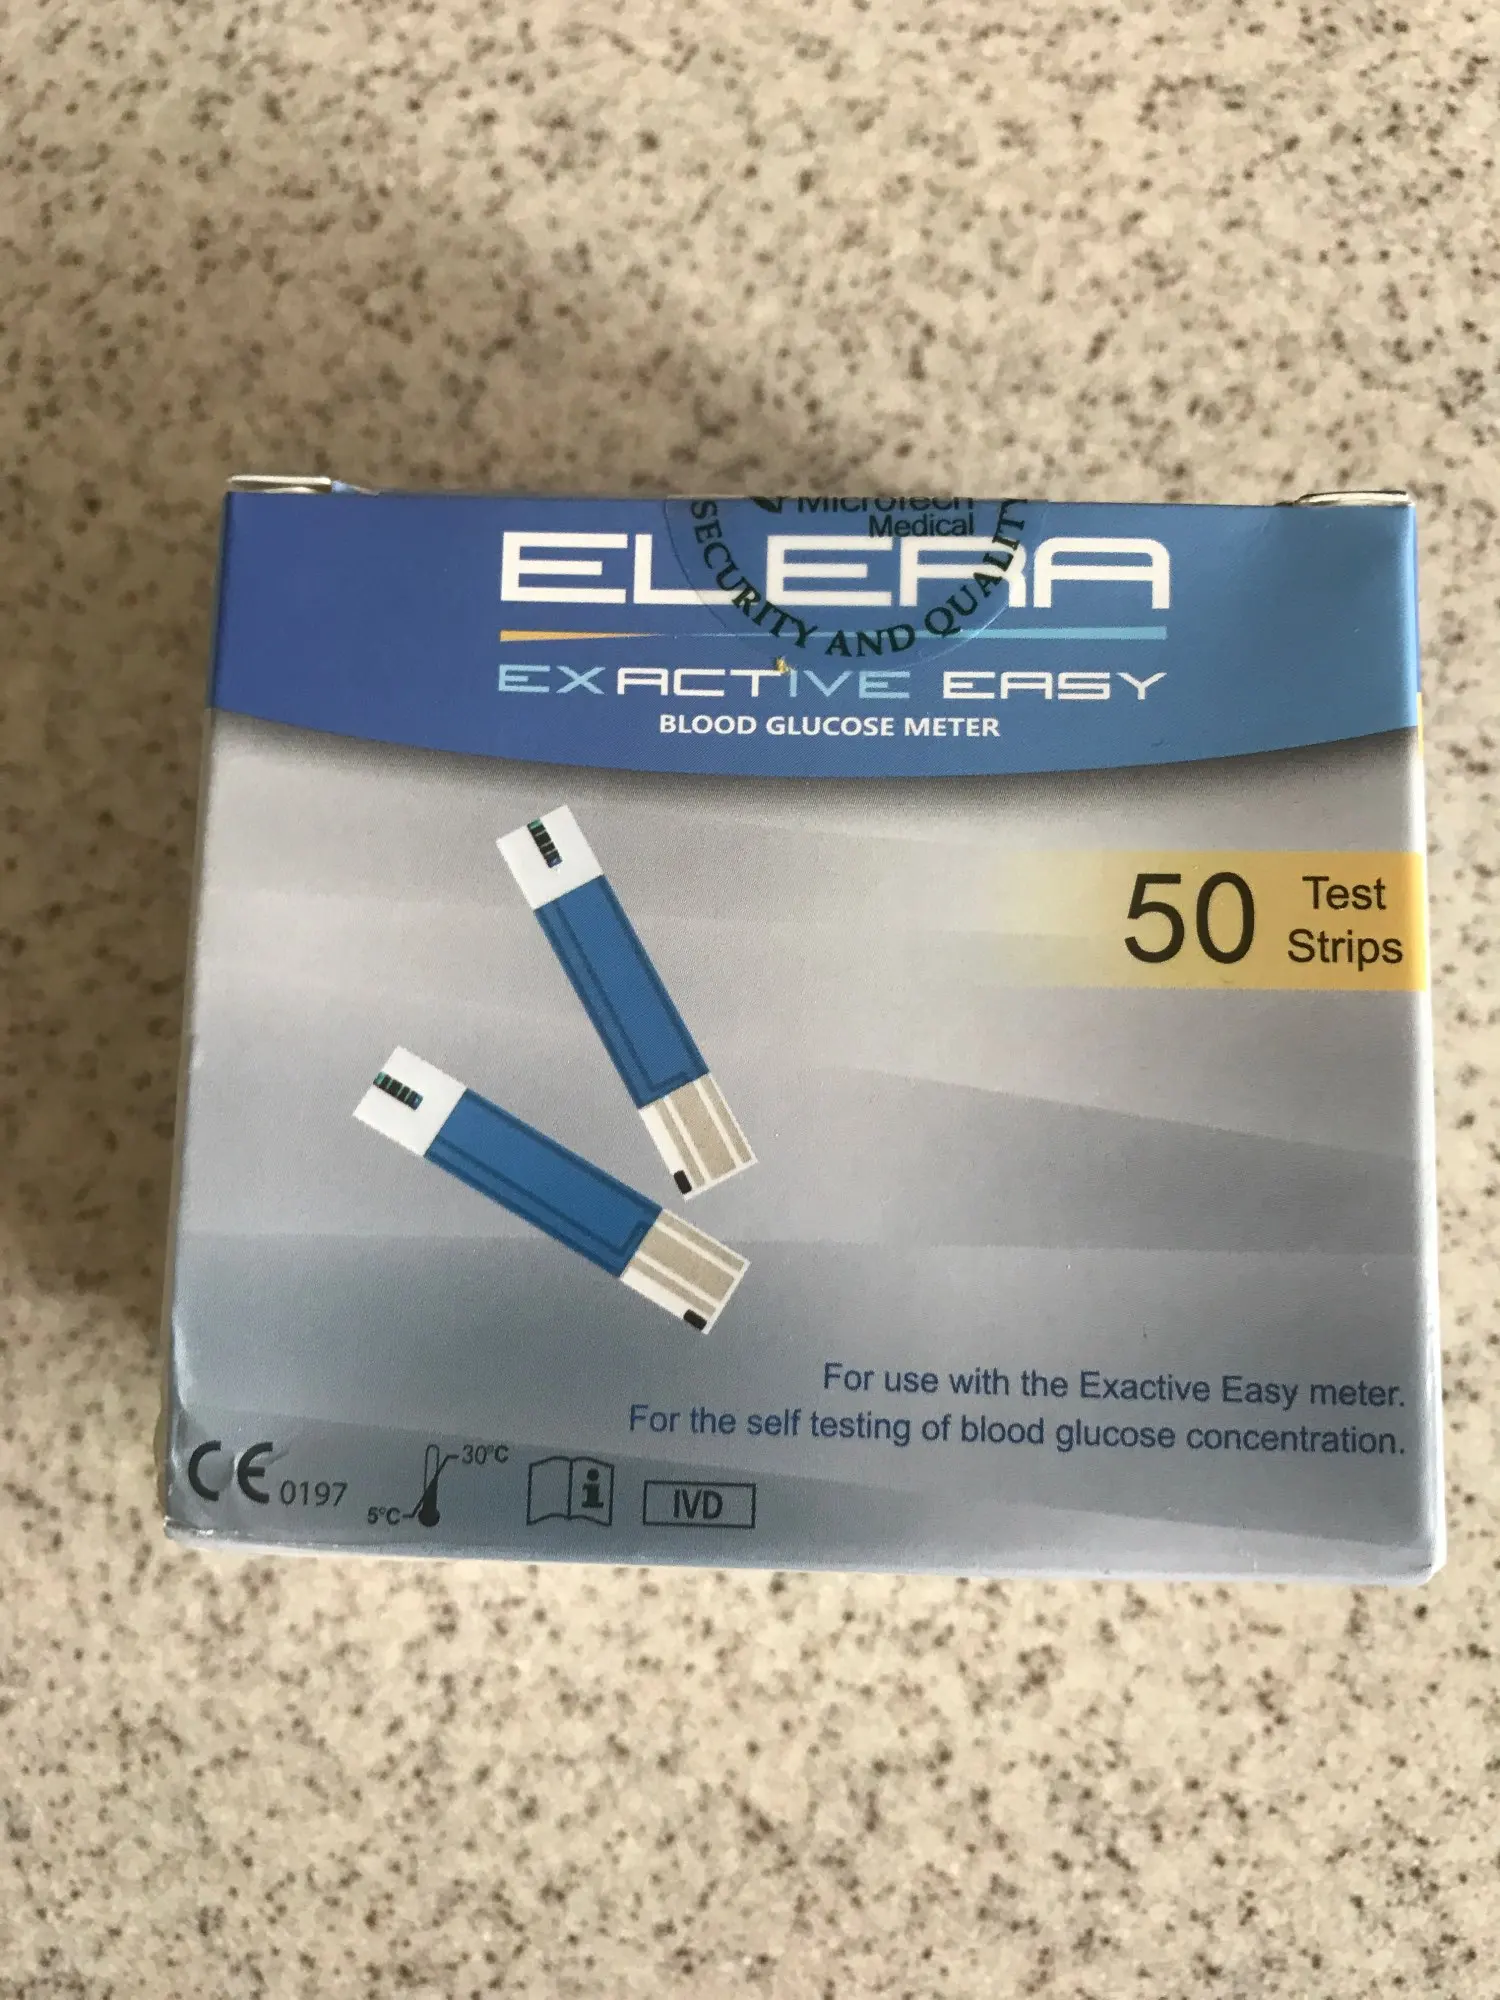 MicroTech
Medical
SECURITY AND QUALITY
ELERA
EXACTIVE EASY
BLOOD GLUCOSE METER
50 Test
Strips
For use with the Exactive Easy meter.
For the self testing of blood glucose concentration.
CE 0197
30°C
5°C
i
IVD